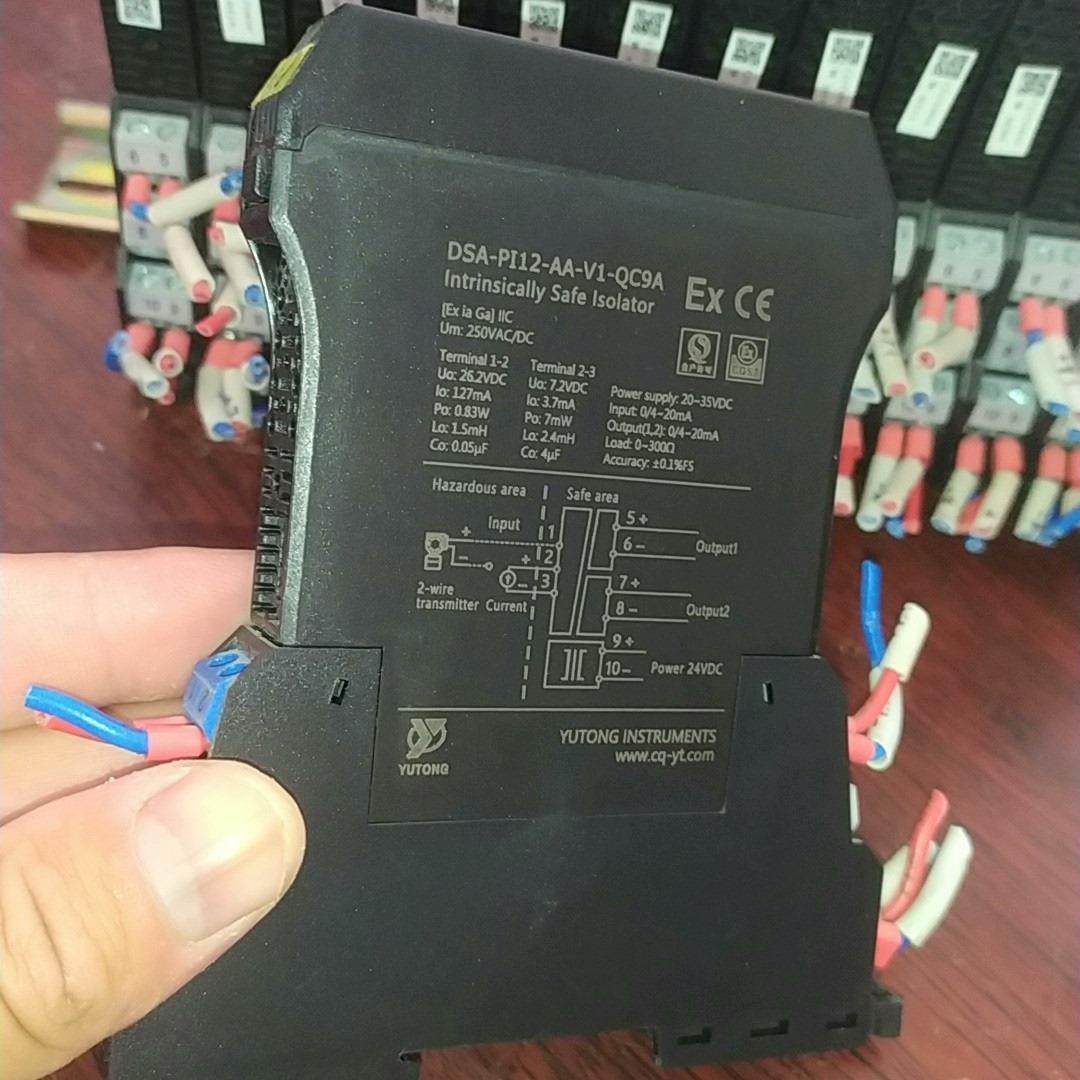 DSA-PI12-AA-V1-QC9A
Intrinsically Safe Isolator
Ex CE
[Ex ia Ga] IIC
Um: 250VAC/DC
Terminal 1-2
Uo: 26.2VDC
Io: 127mA
Po: 0.83W
Lo: 1.5mH
Co: 0.05μF
Terminal 2-3
Uo: 7.2VDC
Io: 3.7mA
Po: 7mW
Lo: 2.4mH
Co: 4μF
Power supply: 20~35VDC
Input: 0/4~20mA
Output(1,2): 0/4~20mA
Load: 0~300Ω
Accuracy: ±0.1%FS
Hazardous area
Safe area
Input
+
-
+
-
2-wire
transmitter
Current
1
2
3
5 +
6 -
Output1
7 +
8 -
Output2
9 +
10 -
Power 24VDC
YUTONG
YUTONG INSTRUMENTS
www.cq-yt.com
6 5
10 9